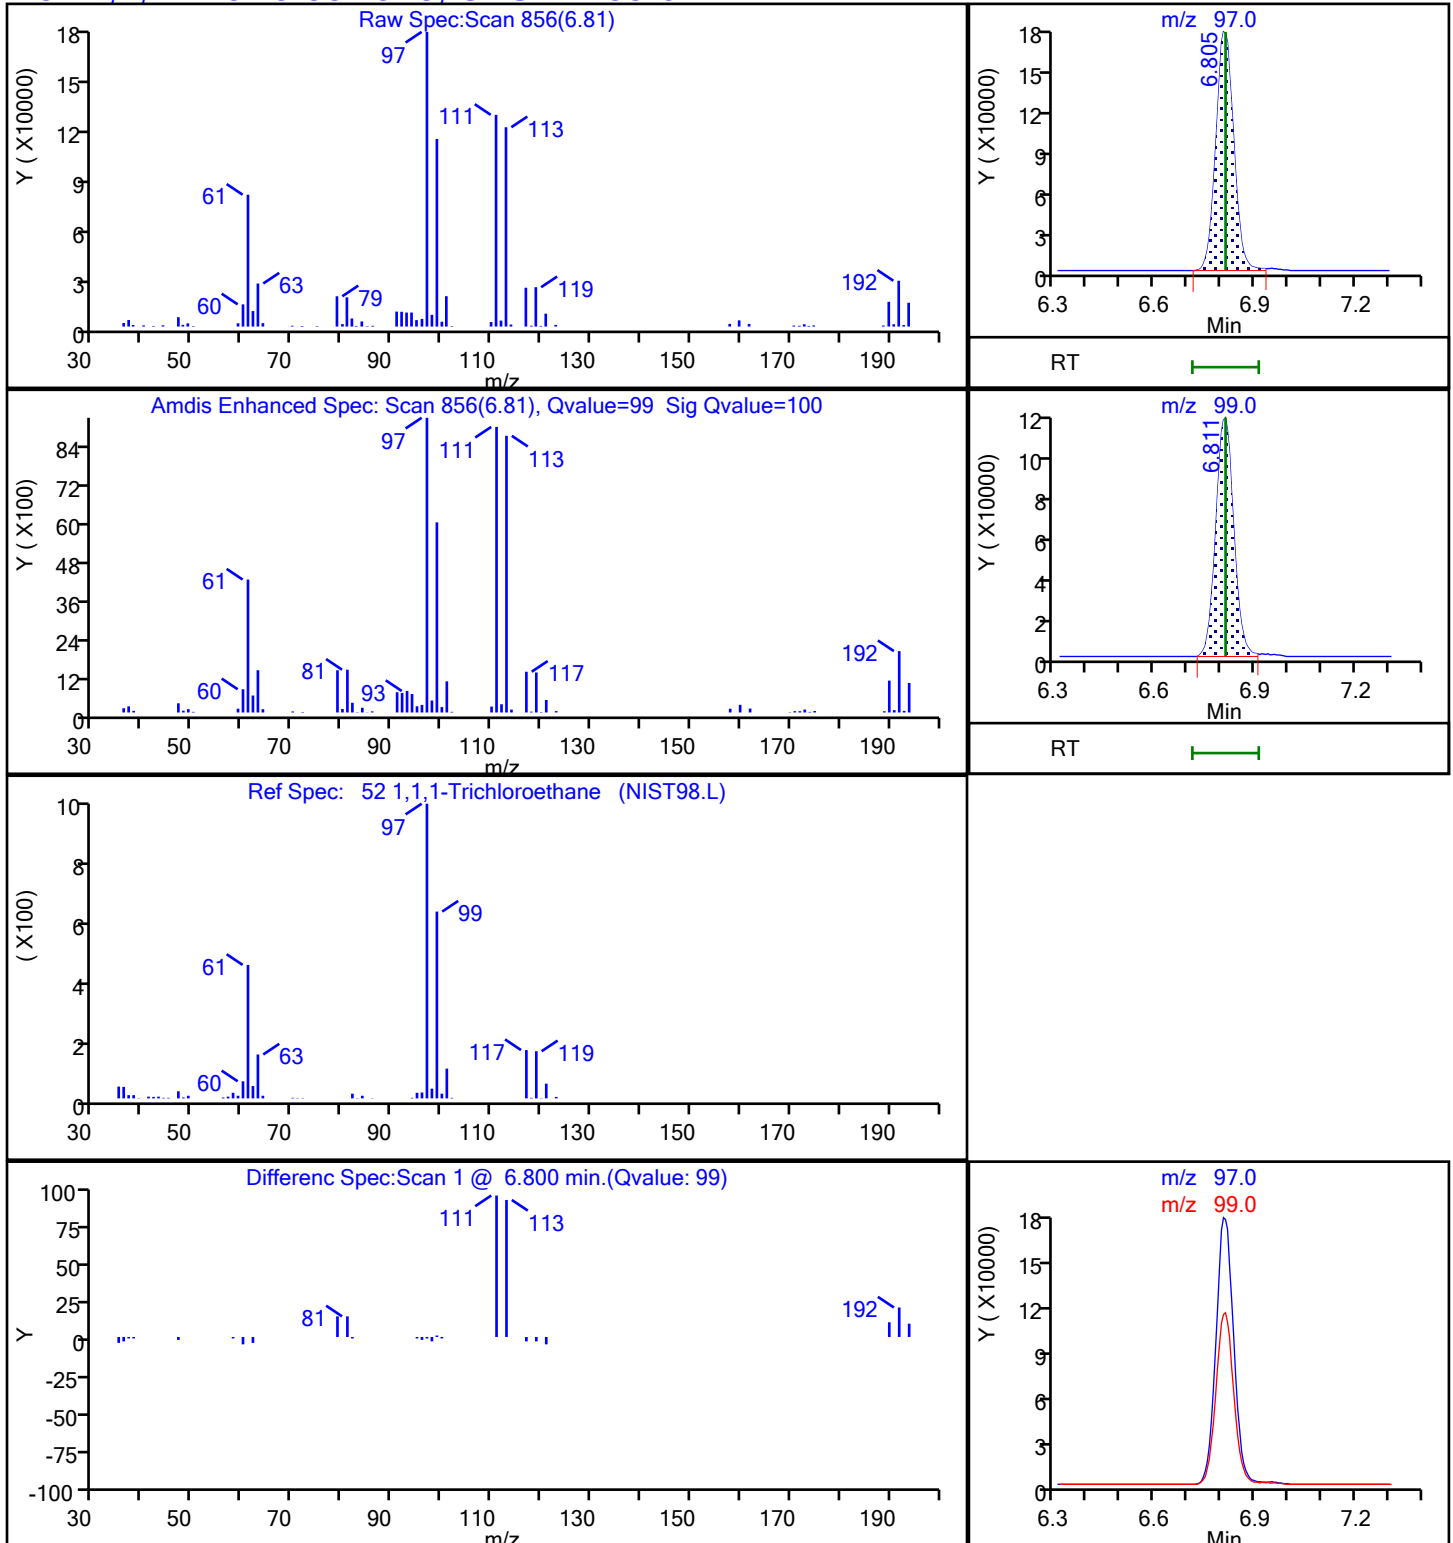 Raw Spec:Scan 856(6.81)
Y ( X10000)
18
15
12
9
6
3
0
97
111
113
61
60
63
79
119
192
30 50 70 90 110 130 150 170 190
m/z
m/z 97.0
Y ( X10000)
18
15
12
9
6
3
0
6.805
6.3 6.6 6.9 7.2
Min
RT
Amdis Enhanced Spec: Scan 856(6.81), Qvalue=99 Sig Qvalue=100
Y ( X100)
84
72
60
48
36
24
12
0
97
111
113
61
60
81
93
117
192
30 50 70 90 110 130 150 170 190
m/z
m/z 99.0
Y ( X10000)
12
10
8
6
4
2
0
6.811
6.3 6.6 6.9 7.2
Min
RT
Ref Spec: 52 1,1,1-Trichloroethane (NIST98.L)
( X100)
10
8
6
4
2
0
97
99
61
60
63
117
119
30 50 70 90 110 130 150 170 190
Differenc Spec:Scan 1 @ 6.800 min.(Qvalue: 99)
Y
100
75
50
25
0
-25
-50
-75
-100
111
113
81
192
30 50 70 90 110 130 150 170 190
m/z
m/z 97.0
m/z 99.0
Y ( X10000)
18
15
12
9
6
3
0
6.3 6.6 6.9 7.2
Min